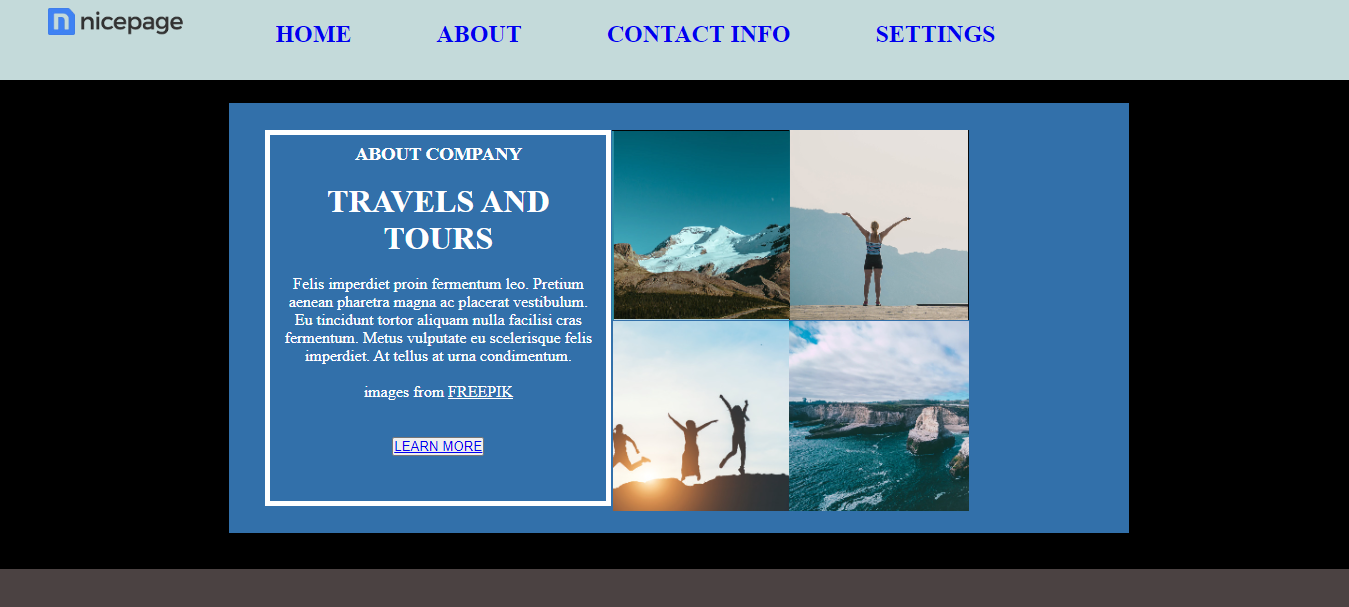 nicepage
HOME ABOUT CONTACT INFO SETTINGS
ABOUT COMPANY
TRAVELS AND
TOURS
Felis imperdiet proin fermentum leo. Pretium
aenean pharetra magna ac placerat vestibulum.
Eu tincidunt tortor aliquam nulla facilisi cras
fermentum. Metus vulputate eu scelerisque felis
imperdiet. At tellus at urna condimentum.
images from FREEPIK
LEARN MORE